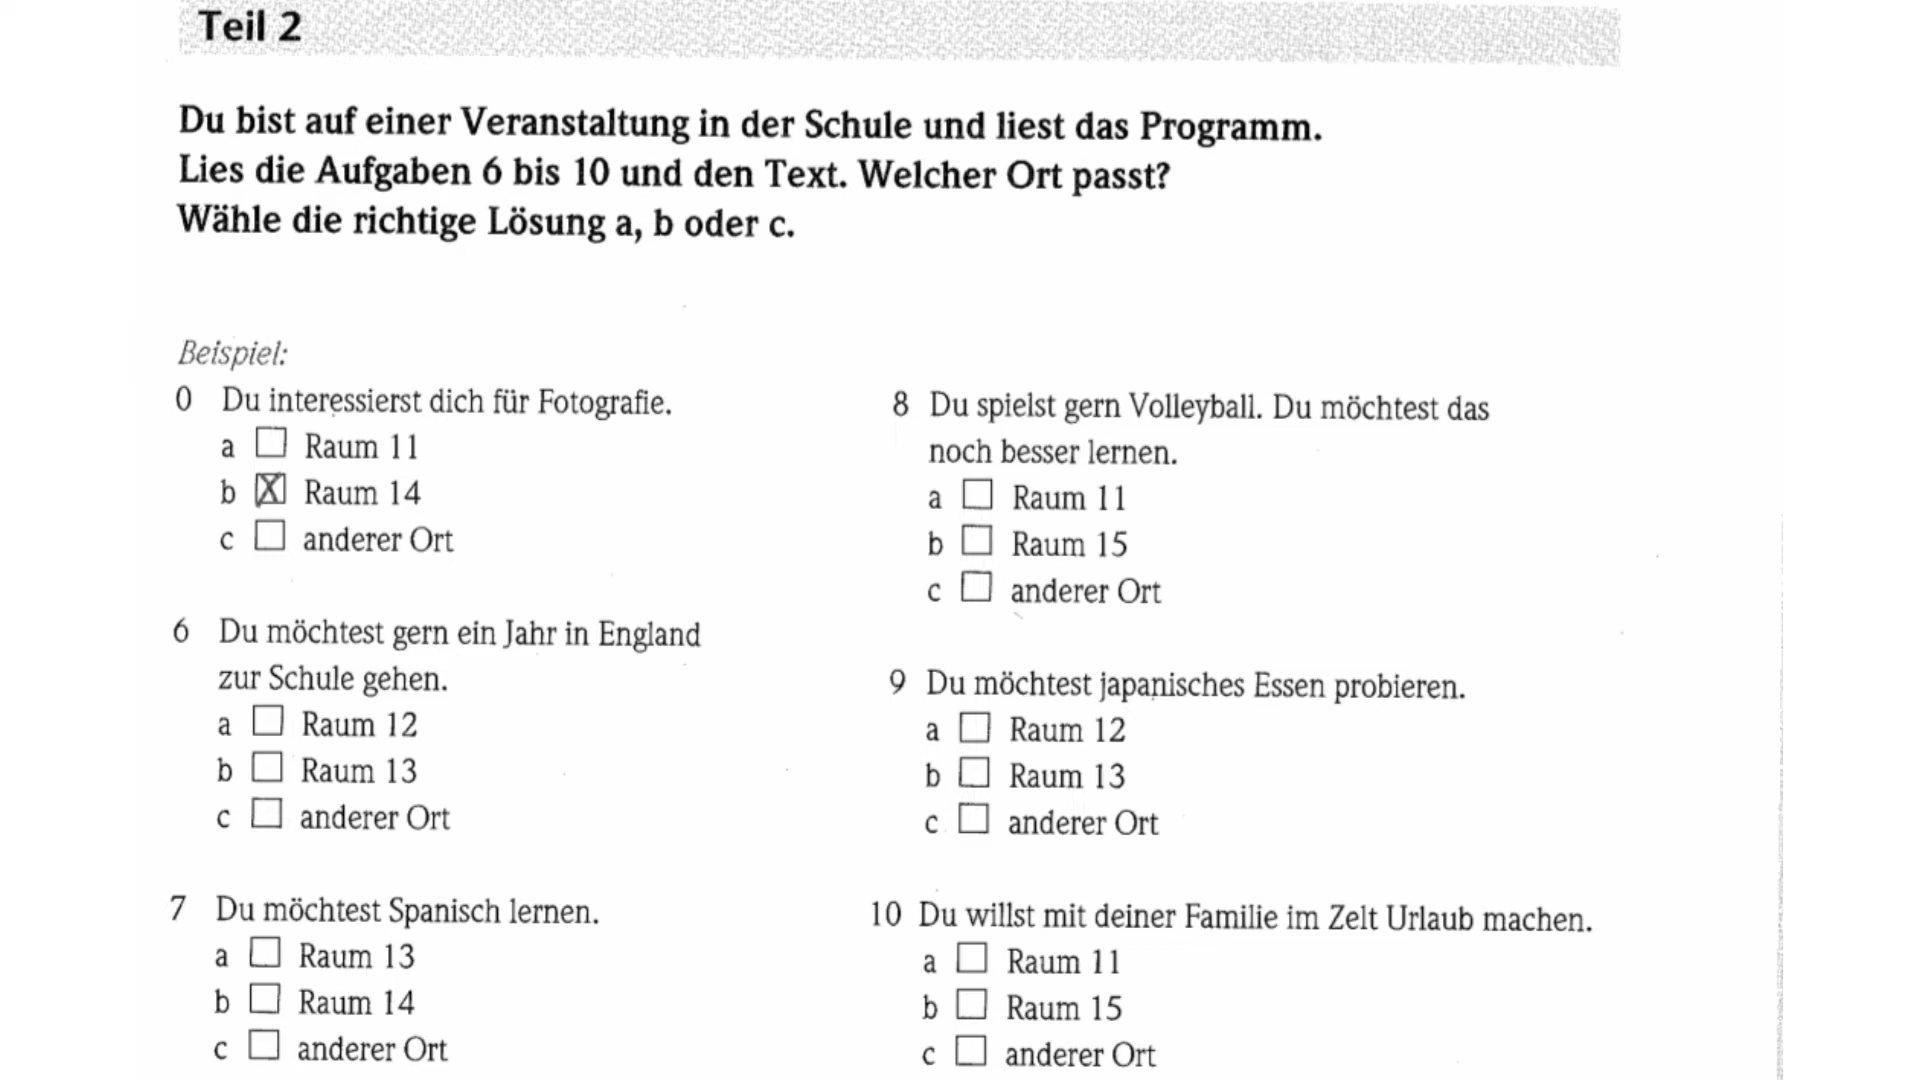 Teil 2
Du bist auf einer Veranstaltung in der Schule und liest das Programm.
Lies die Aufgaben 6 bis 10 und den Text. Welcher Ort passt?
Wähle die richtige Lösung a, b oder c.
Beispiel:
0 Du interessierst dich für Fotografie.
a Raum 11
b X Raum 14
c anderer Ort
6 Du möchtest gern ein Jahr in England
zur Schule gehen.
a Raum 12
b Raum 13
c anderer Ort
7 Du möchtest Spanisch lernen.
a Raum 13
b Raum 14
c anderer Ort
8 Du spielst gern Volleyball. Du möchtest das
noch besser lernen.
a Raum 11
b Raum 15
c anderer Ort
9 Du möchtest japanisches Essen probieren.
a Raum 12
b Raum 13
c anderer Ort
10 Du willst mit deiner Familie im Zelt Urlaub machen.
a Raum 11
b Raum 15
c anderer Ort